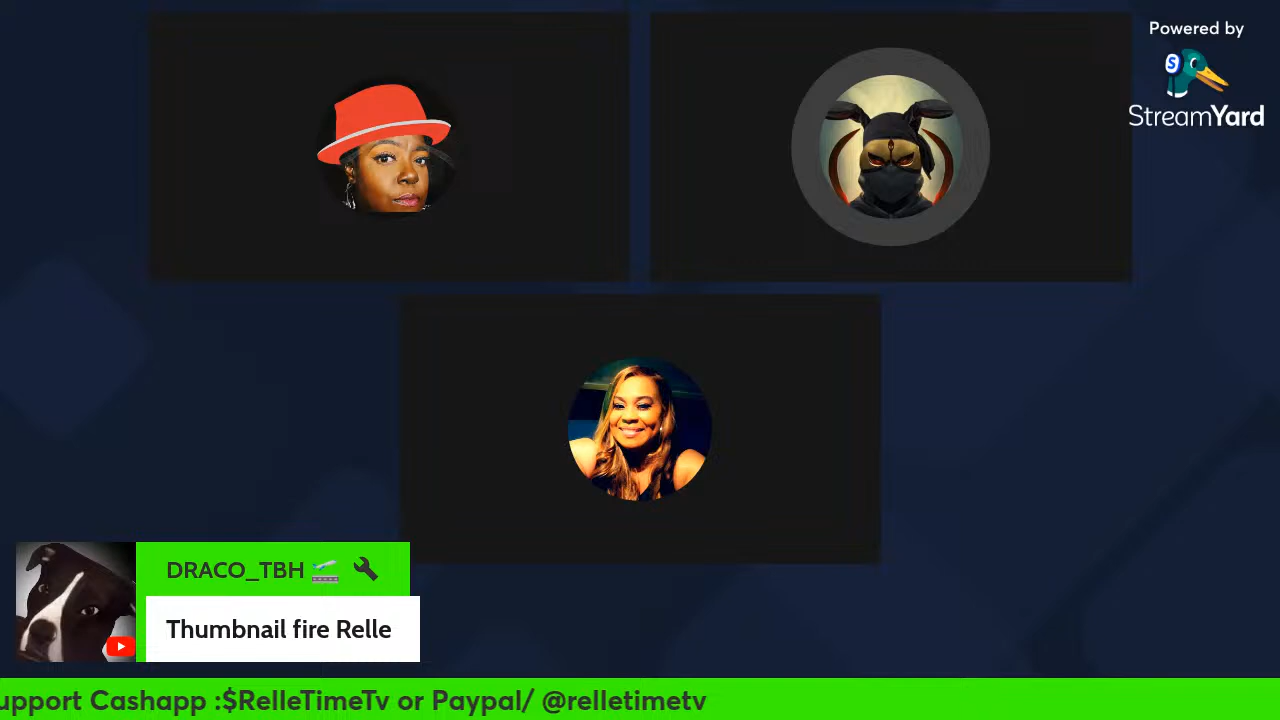 Powered by
StreamYard
DRACO_TBH
Thumbnail fire Relle
upport Cashapp :$RelleTimeTv or Paypal/ @relletimetv